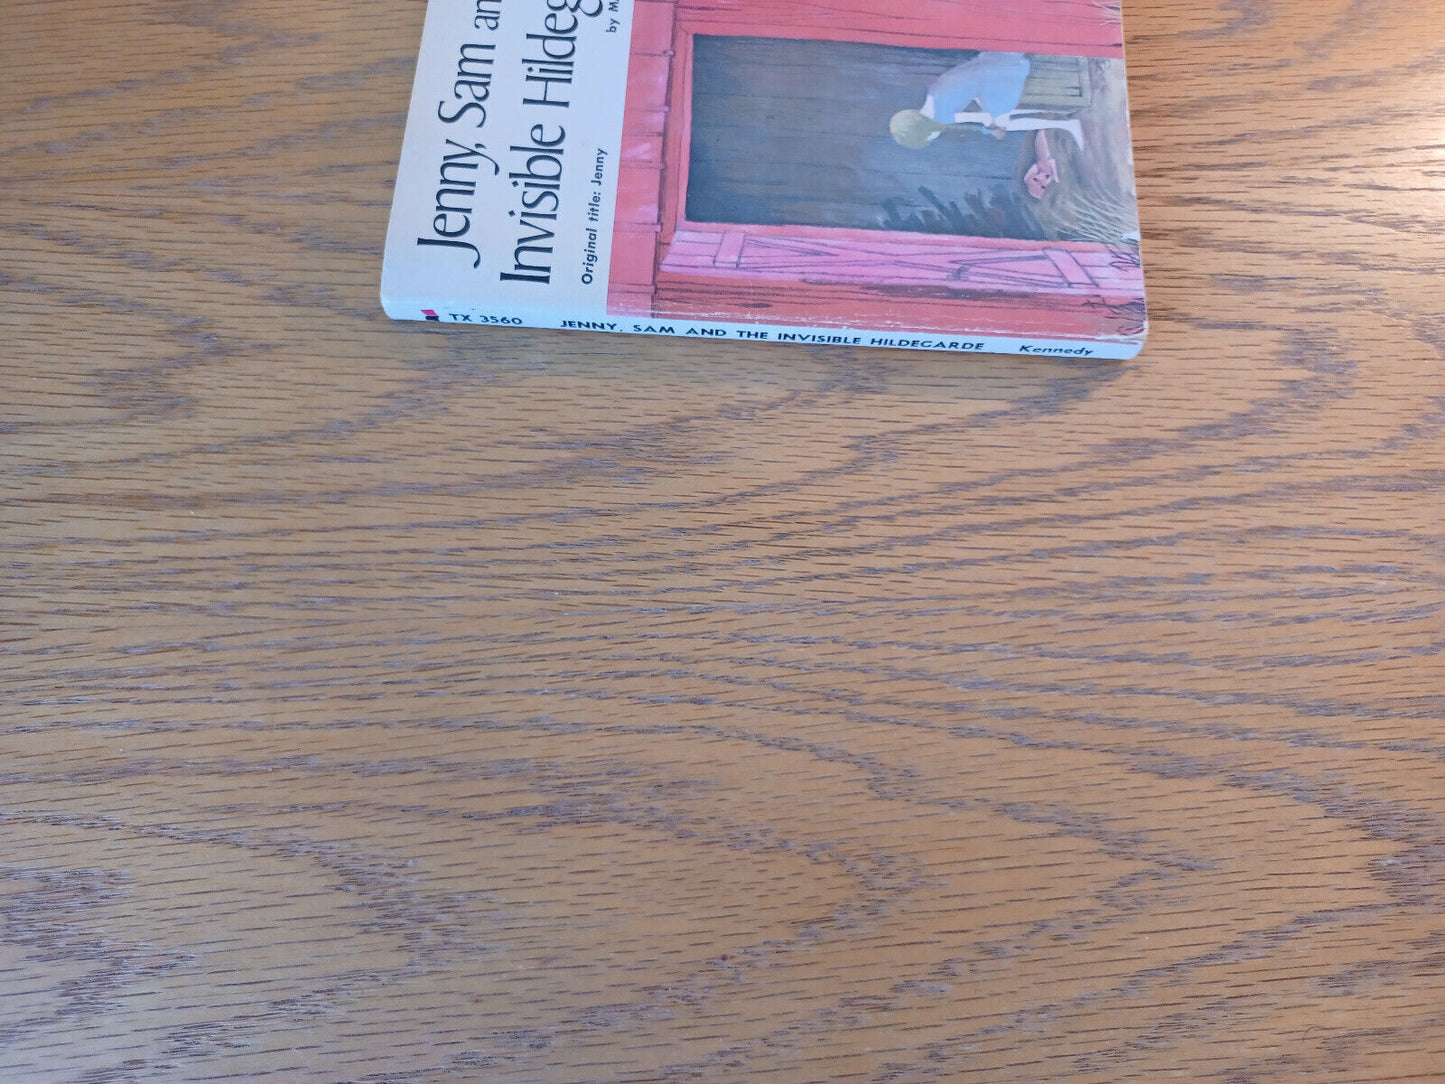 Jenny, Sam an
Invisible Hildeg
Original title: Jenny
by M
TX 3560 JENNY, SAM AND THE INVISIBLE HILDEGARDE Kennedy